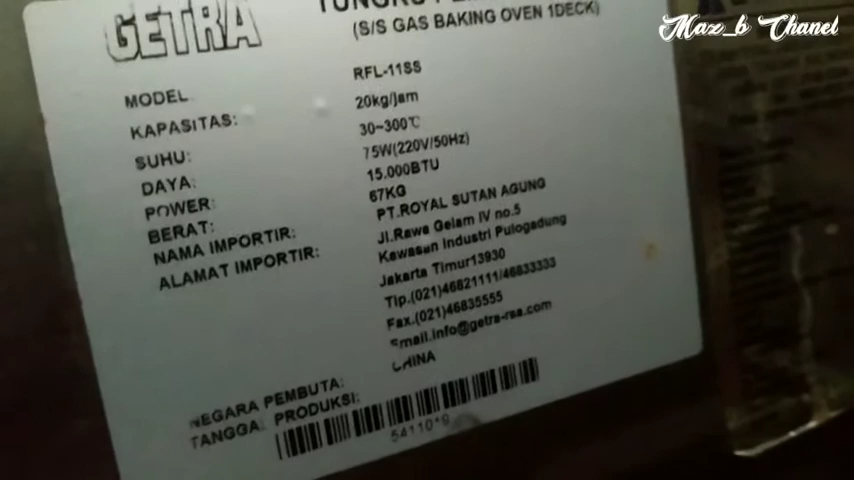 GETRA
(S/S GAS BAKING OVEN 1DECK)
MODEL RFL-11SS
KAPASITAS: 20kg/jam
SUHU: 30~300℃
DAYA: 75W(220V/50Hz)
POWER: 15.000BTU
BERAT: 67KG
NAMA IMPORTIR: PT.ROYAL SUTAN AGUNG
ALAMAT IMPORTIR: Jl.Rawa Gelam IV no.5
Kawasan Industri Pulogadung
Jakarta Timur13930
Tlp.(021)46821111/46833333
Fax.(021)46835555
Email.info@getra-rsa.com
NEGARA PEMBUTA: CHINA
TANGGAL PRODUKSI:
Maz_b Chanel